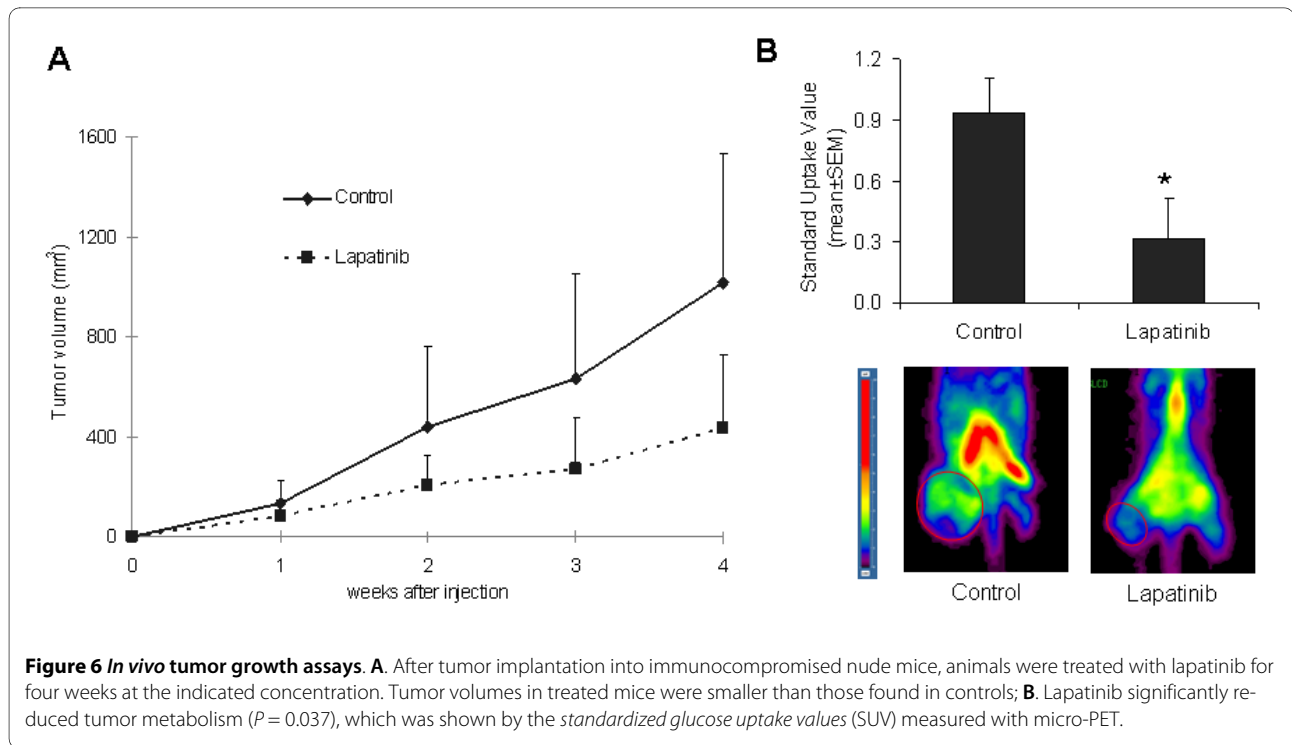 A
Tumor volume (mm³)
1600
1200
800
400
0
Control
Lapatinib
0 1 2 3 4
weeks after injection
B
Standard Uptake Value
(mean±SEM)
1.2
0.9
0.6
0.3
0.0
*
Control Lapatinib
LCD
Control Lapatinib
Figure 6 In vivo tumor growth assays. A. After tumor implantation into immunocompromised nude mice, animals were treated with lapatinib for
four weeks at the indicated concentration. Tumor volumes in treated mice were smaller than those found in controls; B. Lapatinib significantly re-
duced tumor metabolism (P = 0.037), which was shown by the standardized glucose uptake values (SUV) measured with micro-PET.